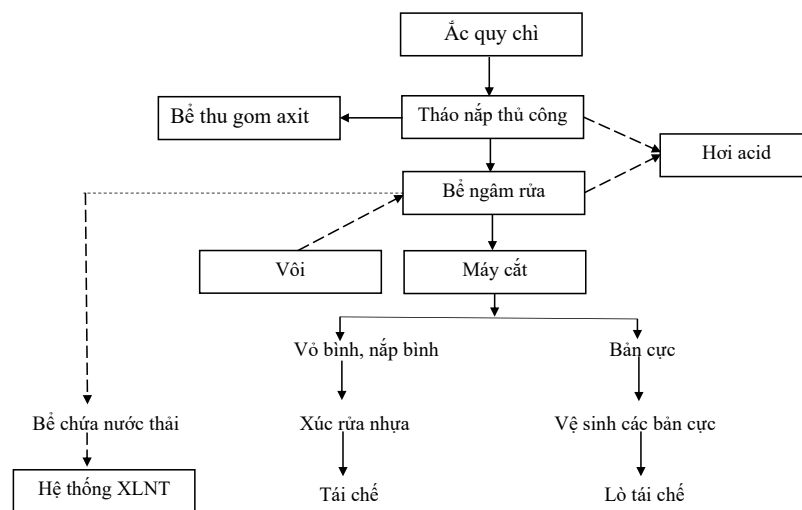 Ắc quy chì
Bể thu gom axit
Tháo nắp thủ công
Hơi acid
Bể ngâm rửa
Vôi
Máy cắt
Vỏ bình, nắp bình
Bản cực
Bể chứa nước thải
Xúc rửa nhựa
Vệ sinh các bản cực
Hệ thống XLNT
Tái chế
Lò tái chế